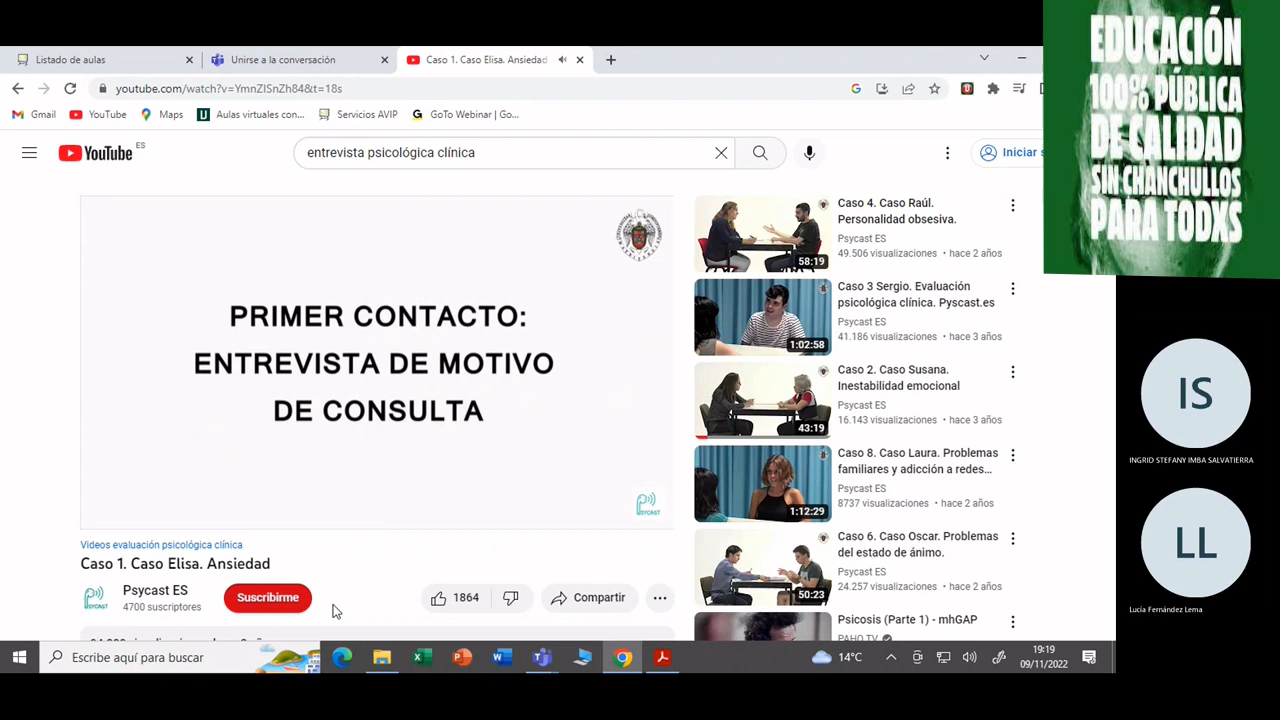 Listado de aulas
Unirse a la conversación
Caso 1. Caso Elisa. Ansiedad
youtube.com/watch?v=YmnZISnZh84&t=18s
Gmail
YouTube
Maps
Aulas virtuales con...
Servicios AVIP
GoTo Webinar | Go...
YouTube ES
entrevista psicológica clínica
Iniciar s
EDUCACIÓN
100% PÚBLICA
DE CALIDAD
SIN CHANCHULLOS
PARA TODXS
PRIMER CONTACTO:
ENTREVISTA DE MOTIVO
DE CONSULTA
PSYCAST
Videos evaluación psicológica clínica
Caso 1. Caso Elisa. Ansiedad
PSYCAST
Psycast ES
4700 suscriptores
Suscribirme
1864
Compartir
Caso 4. Caso Raúl.
Personalidad obsesiva.
Psycast ES
49.506 visualizaciones • hace 2 años
58:19
Caso 3 Sergio. Evaluación
psicológica clínica. Pyscast.es
Psycast ES
41.186 visualizaciones • hace 3 años
1:02:58
Caso 2. Caso Susana.
Inestabilidad emocional
Psycast ES
16.143 visualizaciones • hace 3 años
43:19
Caso 8. Caso Laura. Problemas
familiares y adicción a redes...
Psycast ES
8737 visualizaciones • hace 2 años
1:12:29
Caso 6. Caso Oscar. Problemas
del estado de ánimo.
Psycast ES
24.257 visualizaciones • hace 2 años
50:23
Psicosis (Parte 1) - mhGAP
PAHO TV
IS
INGRID STEFANY IMBA SALVATIERRA
LL
Lucía Fernández Lema
Escribe aquí para buscar
14°C
19:19
09/11/2022